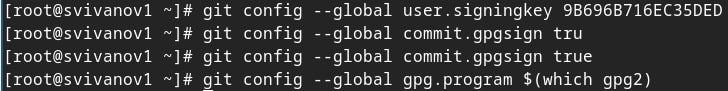 [root@svivanov1 ~]# git config --global user.signingkey 9B696B716EC35DED
[root@svivanov1 ~]# git config --global commit.gpgsign tru
[root@svivanov1 ~]# git config --global commit.gpgsign true
[root@svivanov1 ~]# git config --global gpg.program $(which gpg2)